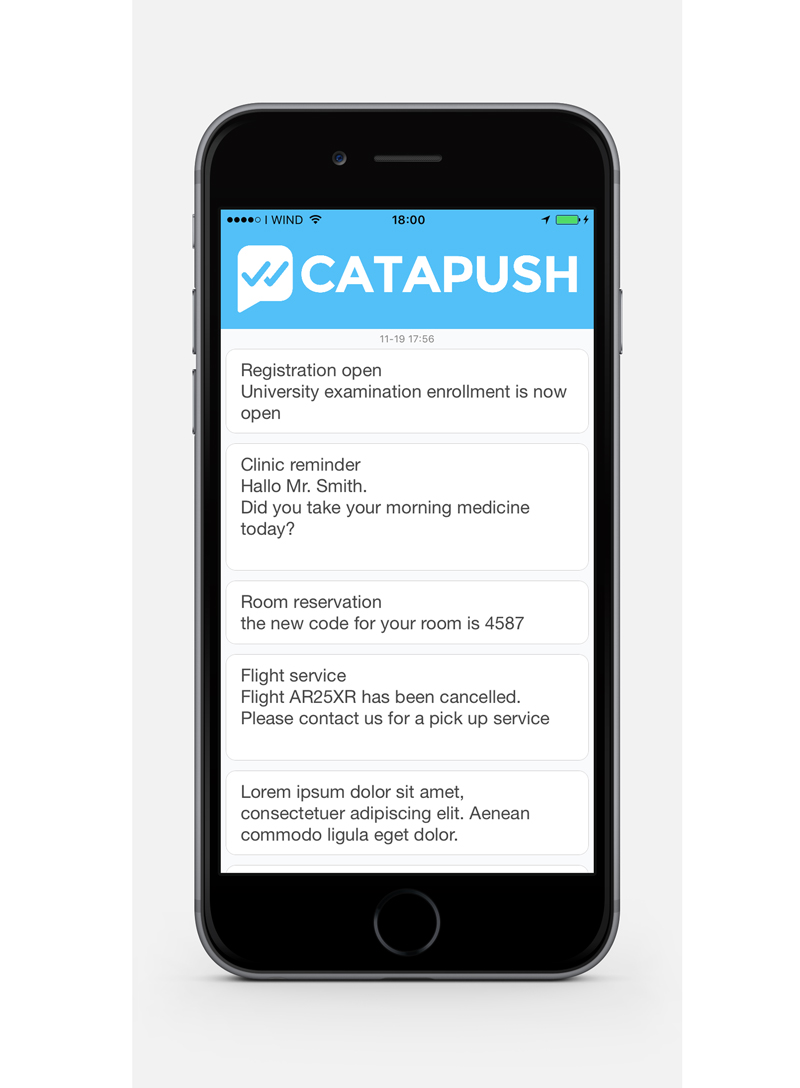 I WIND
18:00
CATAPUSH
11-19 17:56
Registration open
University examination enrollment is now
open
Clinic reminder
Hallo Mr. Smith.
Did you take your morning medicine
today?
Room reservation
the new code for your room is 4587
Flight service
Flight AR25XR has been cancelled.
Please contact us for a pick up service
Lorem ipsum dolor sit amet,
consectetuer adipiscing elit. Aenean
commodo ligula eget dolor.